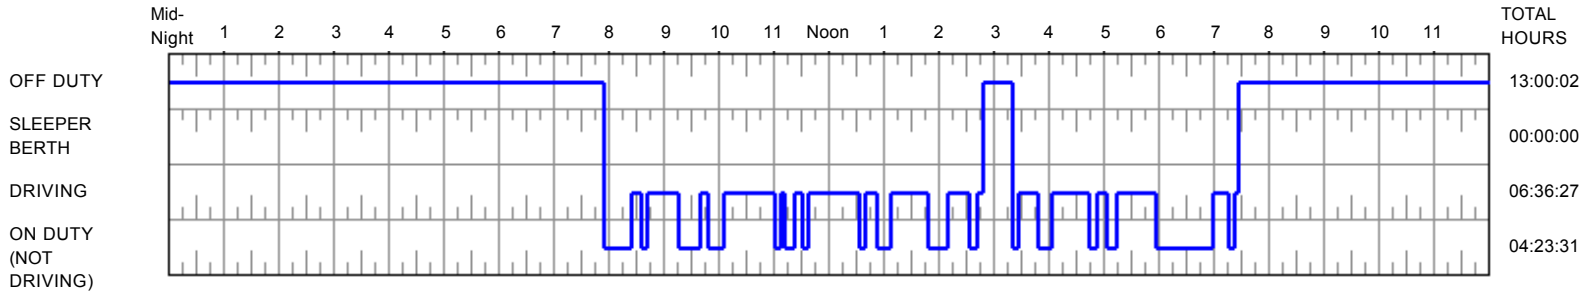 Mid-
Night 1 2 3 4 5 6 7 8 9 10 11 Noon 1 2 3 4 5 6 7 8 9 10 11
TOTAL
HOURS
OFF DUTY 13:00:02
SLEEPER
BERTH 00:00:00
DRIVING 06:36:27
ON DUTY
(NOT 04:23:31
DRIVING)